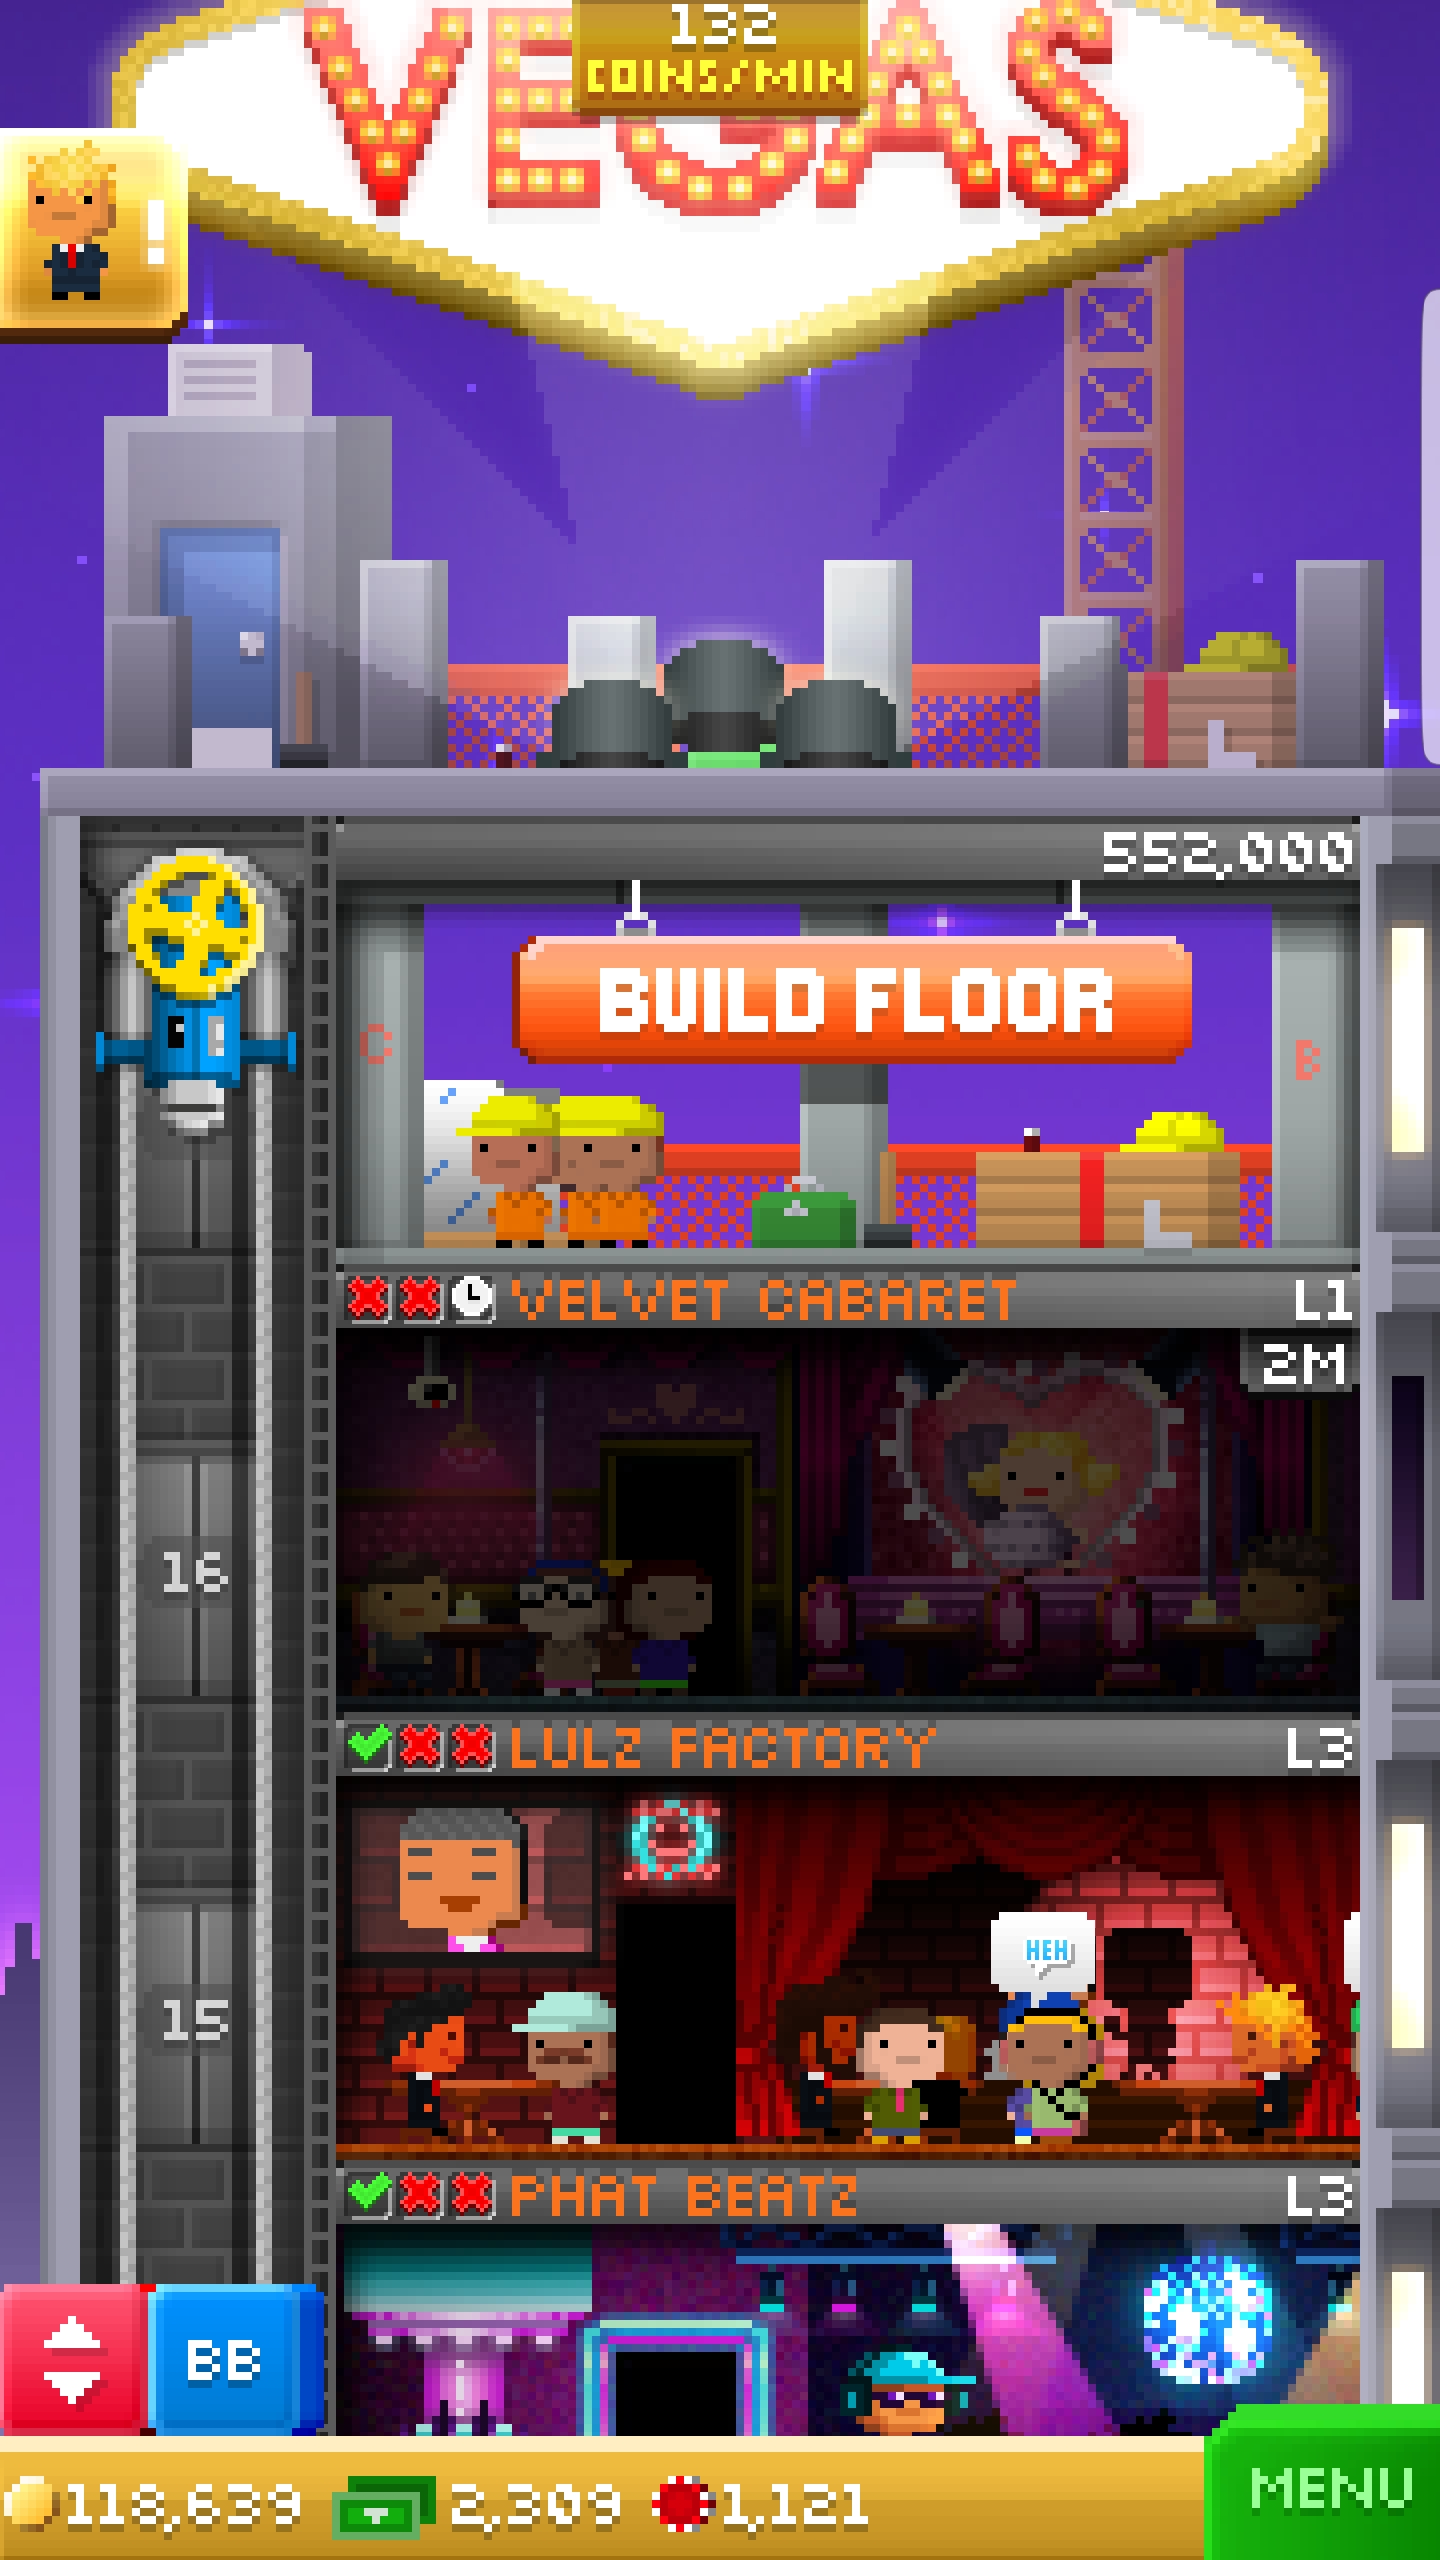 VEGAS
132
COINS/MIN
!
552,000
BUILD FLOOR
C
B
VELVET CABARET L1
2M
16
LULZ FACTORY L3
HEH
15
PHAT BEATZ L3
BB
118,639 2,309 1,121
MENU